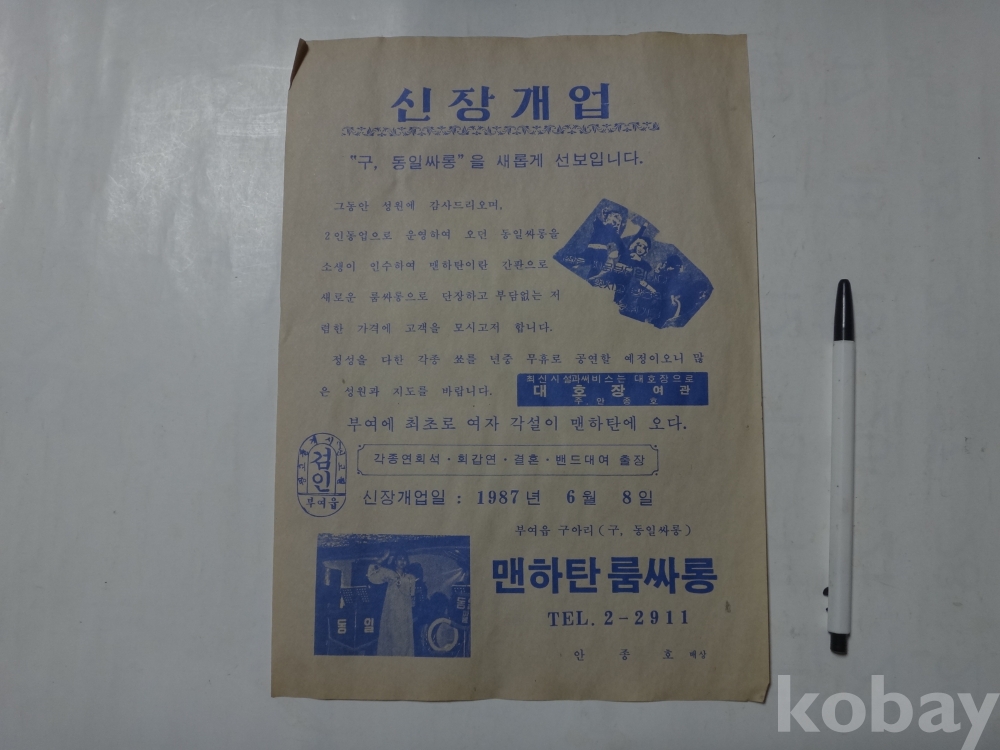 신장개업
"구, 동일싸롱"을 새롭게 선보입니다.
그동안 성원에 감사드리오며,
2인동업으로 운영하여 오던 동일싸롱을
소생이 인수하여 맨하탄이란 간판으로
새로운 룸싸롱으로 단장하고 부담없는 저
렴한 가격에 고객을 모시고저 합니다.
정성을 다한 각종 쑈를 년중 무휴로 공연할 예정이오니 많
은 성원과 지도를 바랍니다.
최신시설과써비스는 대호장으로
대호장 여관
주 안종호
부여에 최초로 여자 각설이 맨하탄에 오다.
각종연회석·회갑연·결혼·밴드대여 출장
검인
부여읍
신장개업일 : 1987년 6월 8일
부여읍 구아리(구, 동일싸롱)
맨하탄룸싸롱
TEL. 2-2911
안종호 배상
동일
동
kobay